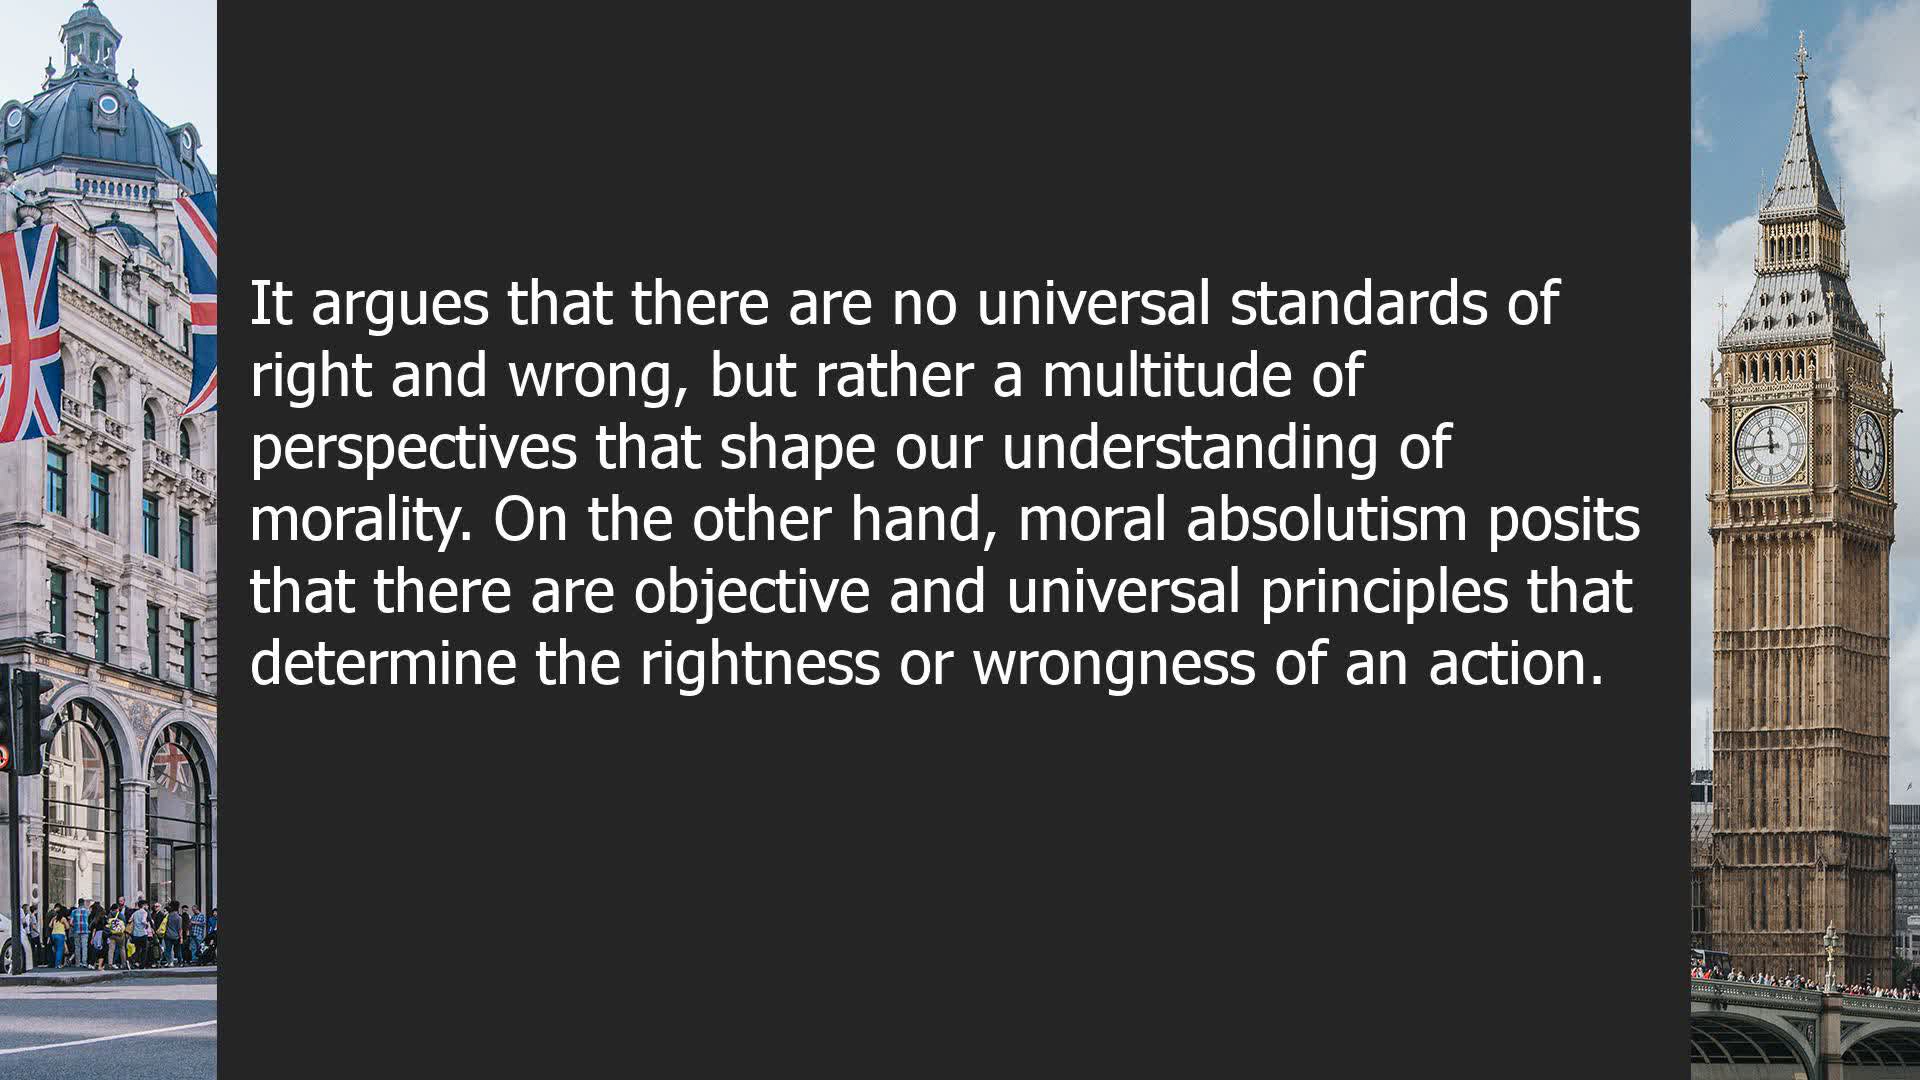 It argues that there are no universal standards of
right and wrong, but rather a multitude of
perspectives that shape our understanding of
morality. On the other hand, moral absolutism posits
that there are objective and universal principles that
determine the rightness or wrongness of an action.